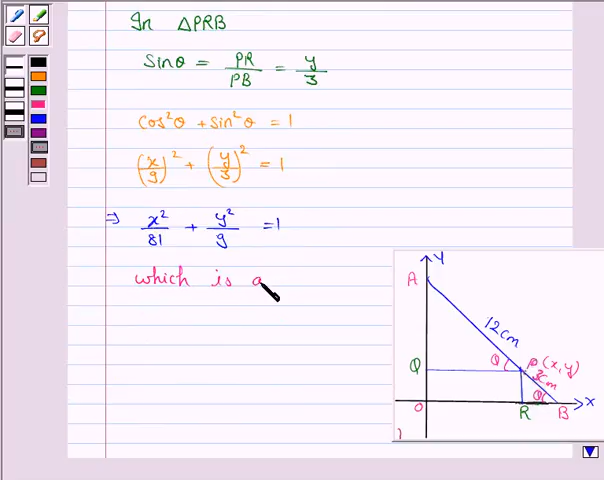 In △PRB
Sinθ = PR/PB = y/3
cos²θ + sin²θ = 1
(x/9)² + (y/3)² = 1
⇒ x²/81 + y²/9 = 1
which is a
Y
A
12cm
Q
θ
P(x,y)
3cm
θ
O
R
B
X